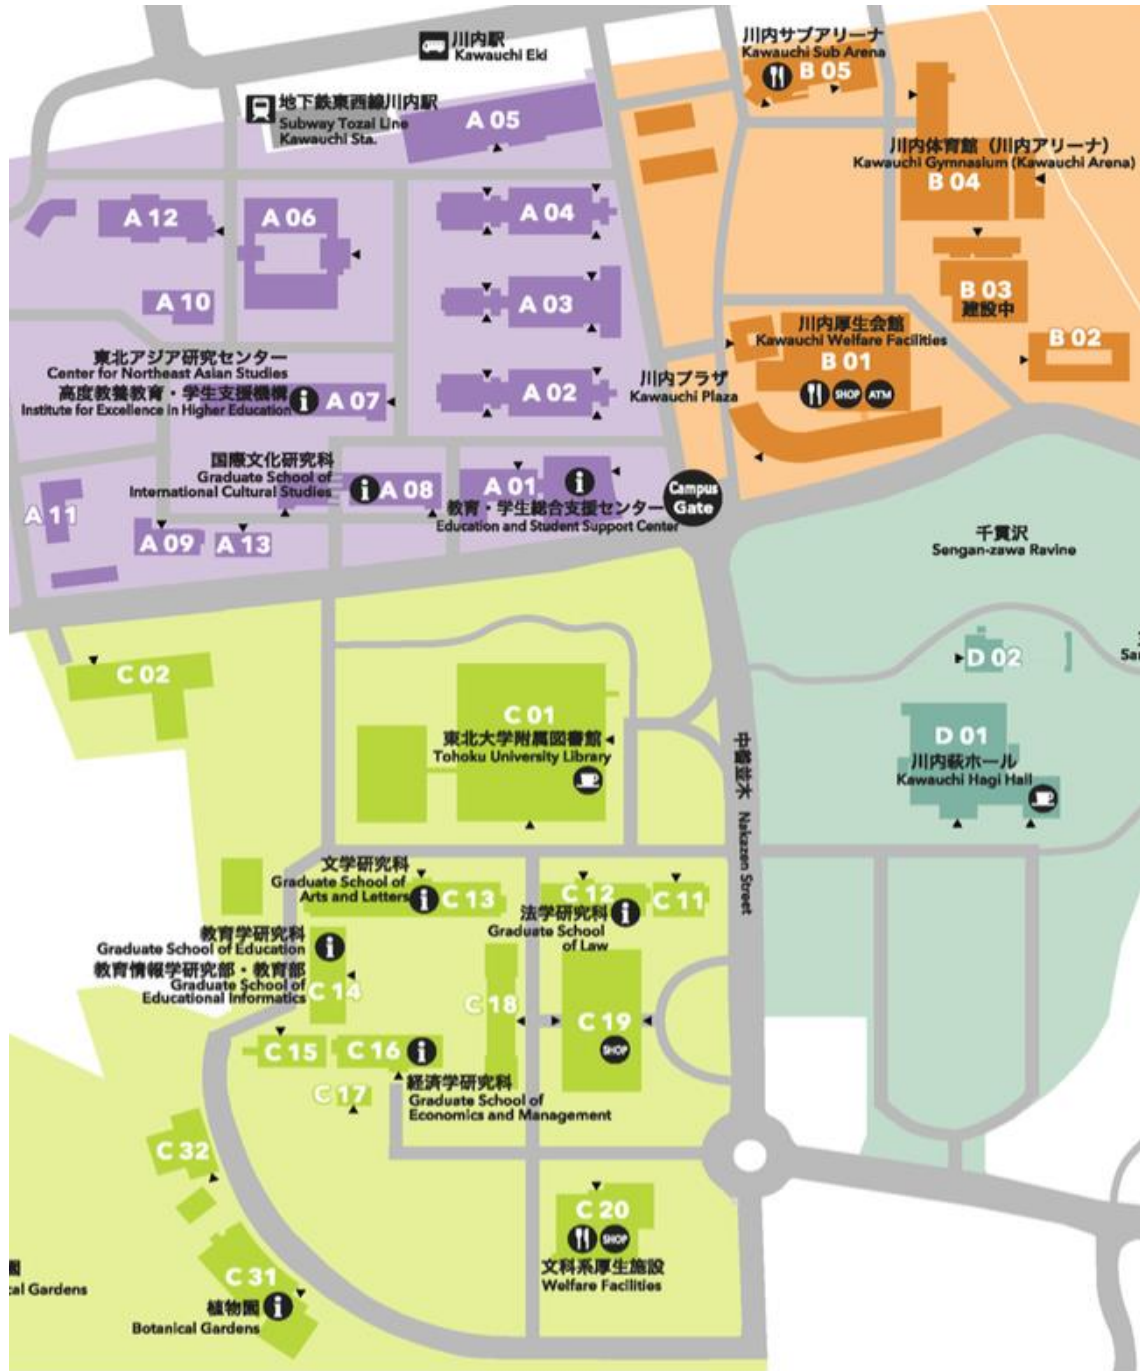 川内駅
Kawauchi Eki
川内サブアリーナ
Kawauchi Sub Arena
B 05
地下鉄東西線川内駅
Subway Tozai Line
Kawauchi Sta.
A 05
川内体育館（川内アリーナ）
Kawauchi Gymnasium (Kawauchi Arena)
B 04
A 12
A 06
A 04
A 10
A 03
B 03
建設中
川内厚生会館
Kawauchi Welfare Facilities
B 01
SHOP
ATM
B 02
東北アジア研究センター
Center for Northeast Asian Studies
高度教養教育・学生支援機構
Institute for Excellence in Higher Education
A 07
A 02
川内プラザ
Kawauchi Plaza
国際文化研究科
Graduate School of
International Cultural Studies
A 08
A 01
教育・学生総合支援センター
Education and Student Support Center
Campus
Gate
A 11
A 09
A 13
千貫沢
Sengan-zawa Ravine
D 02
Sa
C 02
C 01
東北大学附属図書館
Tohoku University Library
中善並木 Nakazen Street
D 01
川内萩ホール
Kawauchi Hagi Hall
文学研究科
Graduate School of
Arts and Letters
C 13
C 12
法学研究科
Graduate School
of Law
C 11
教育学研究科
Graduate School of Education
教育情報学研究部・教育部
Graduate School of
Educational Informatics
C 14
C 18
C 19
SHOP
C 15
C 16
経済学研究科
Graduate School of
Economics and Management
C 17
C 32
C 20
SHOP
文科系厚生施設
Welfare Facilities
園
al Gardens
C 31
植物園
Botanical Gardens